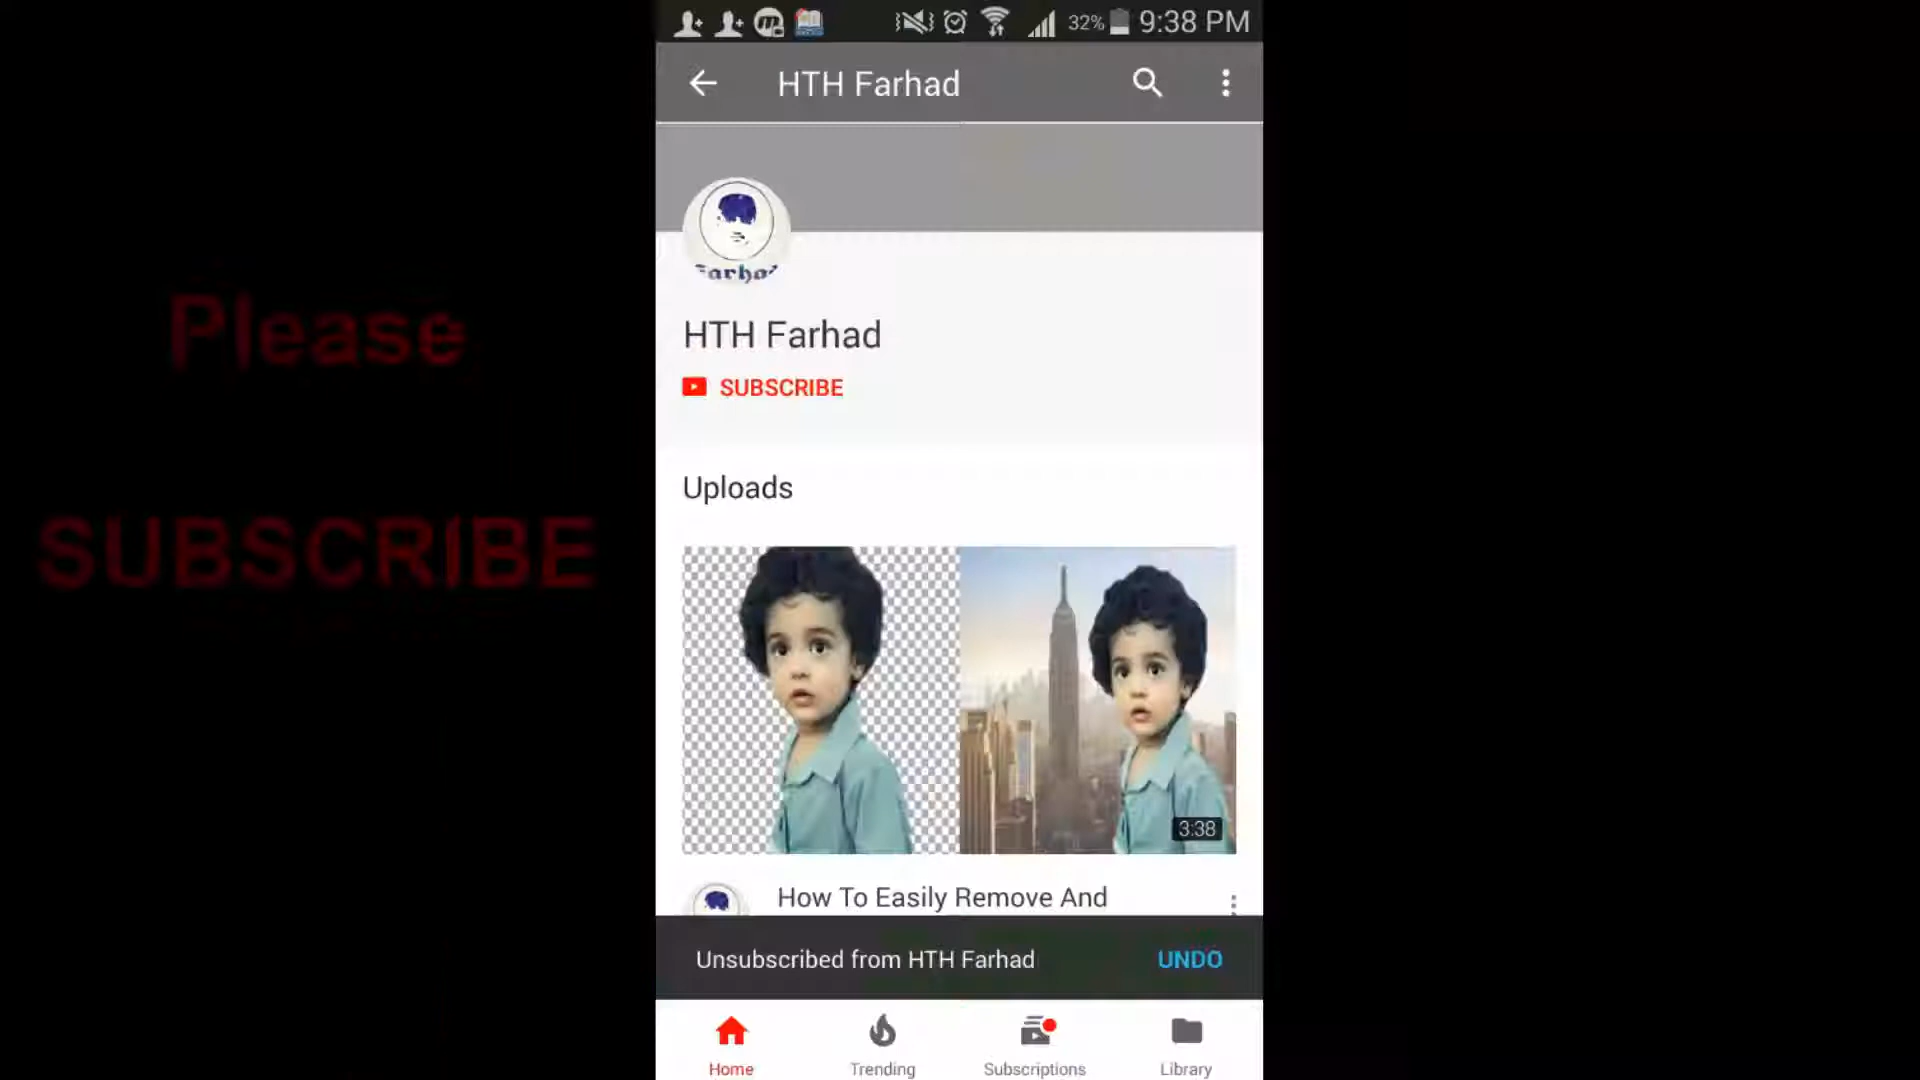 32% 9:38 PM
HTH Farhad
Farhad
HTH Farhad
SUBSCRIBE
Please
SUBSCRIBE
Uploads
3:38
How To Easily Remove And
Unsubscribed from HTH Farhad UNDO
Home Trending Subscriptions Library